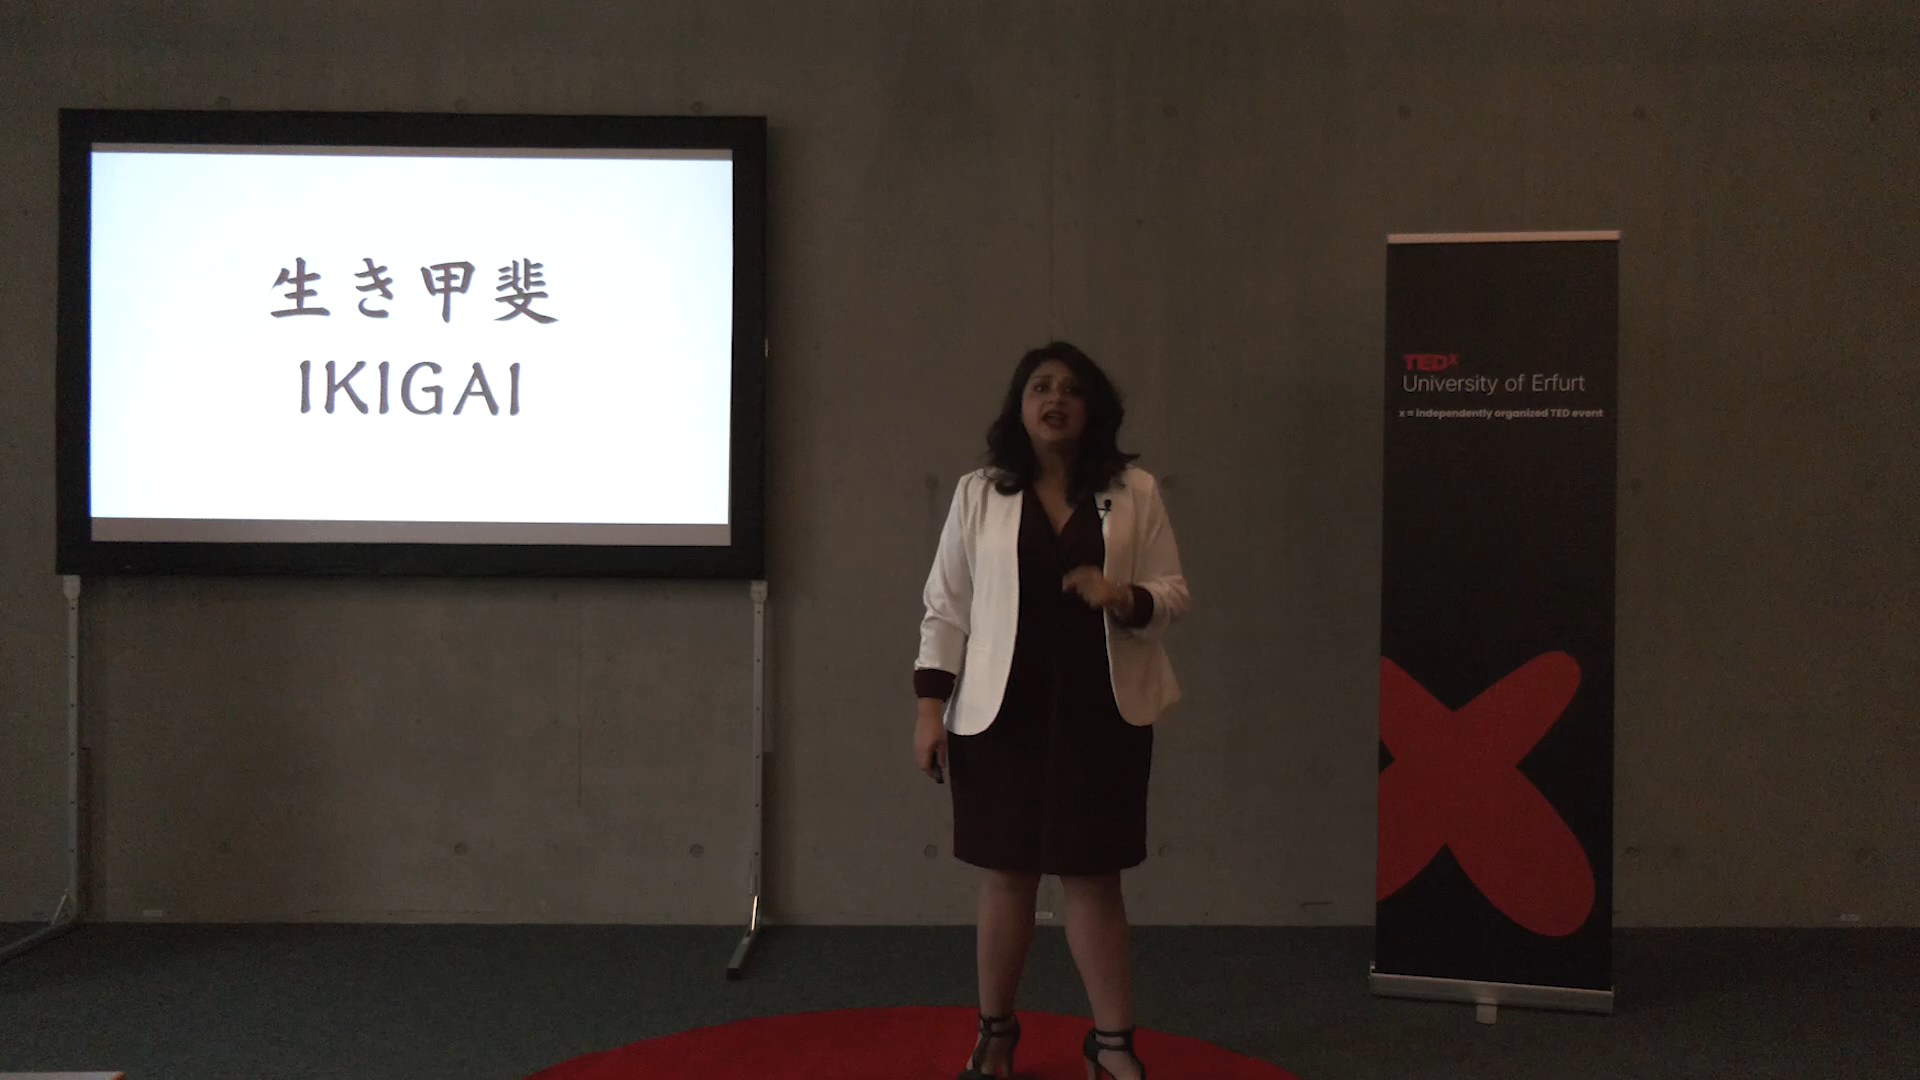 生き甲斐
IKIGAI
TEDx
University of Erfurt
x = independently organized TED event